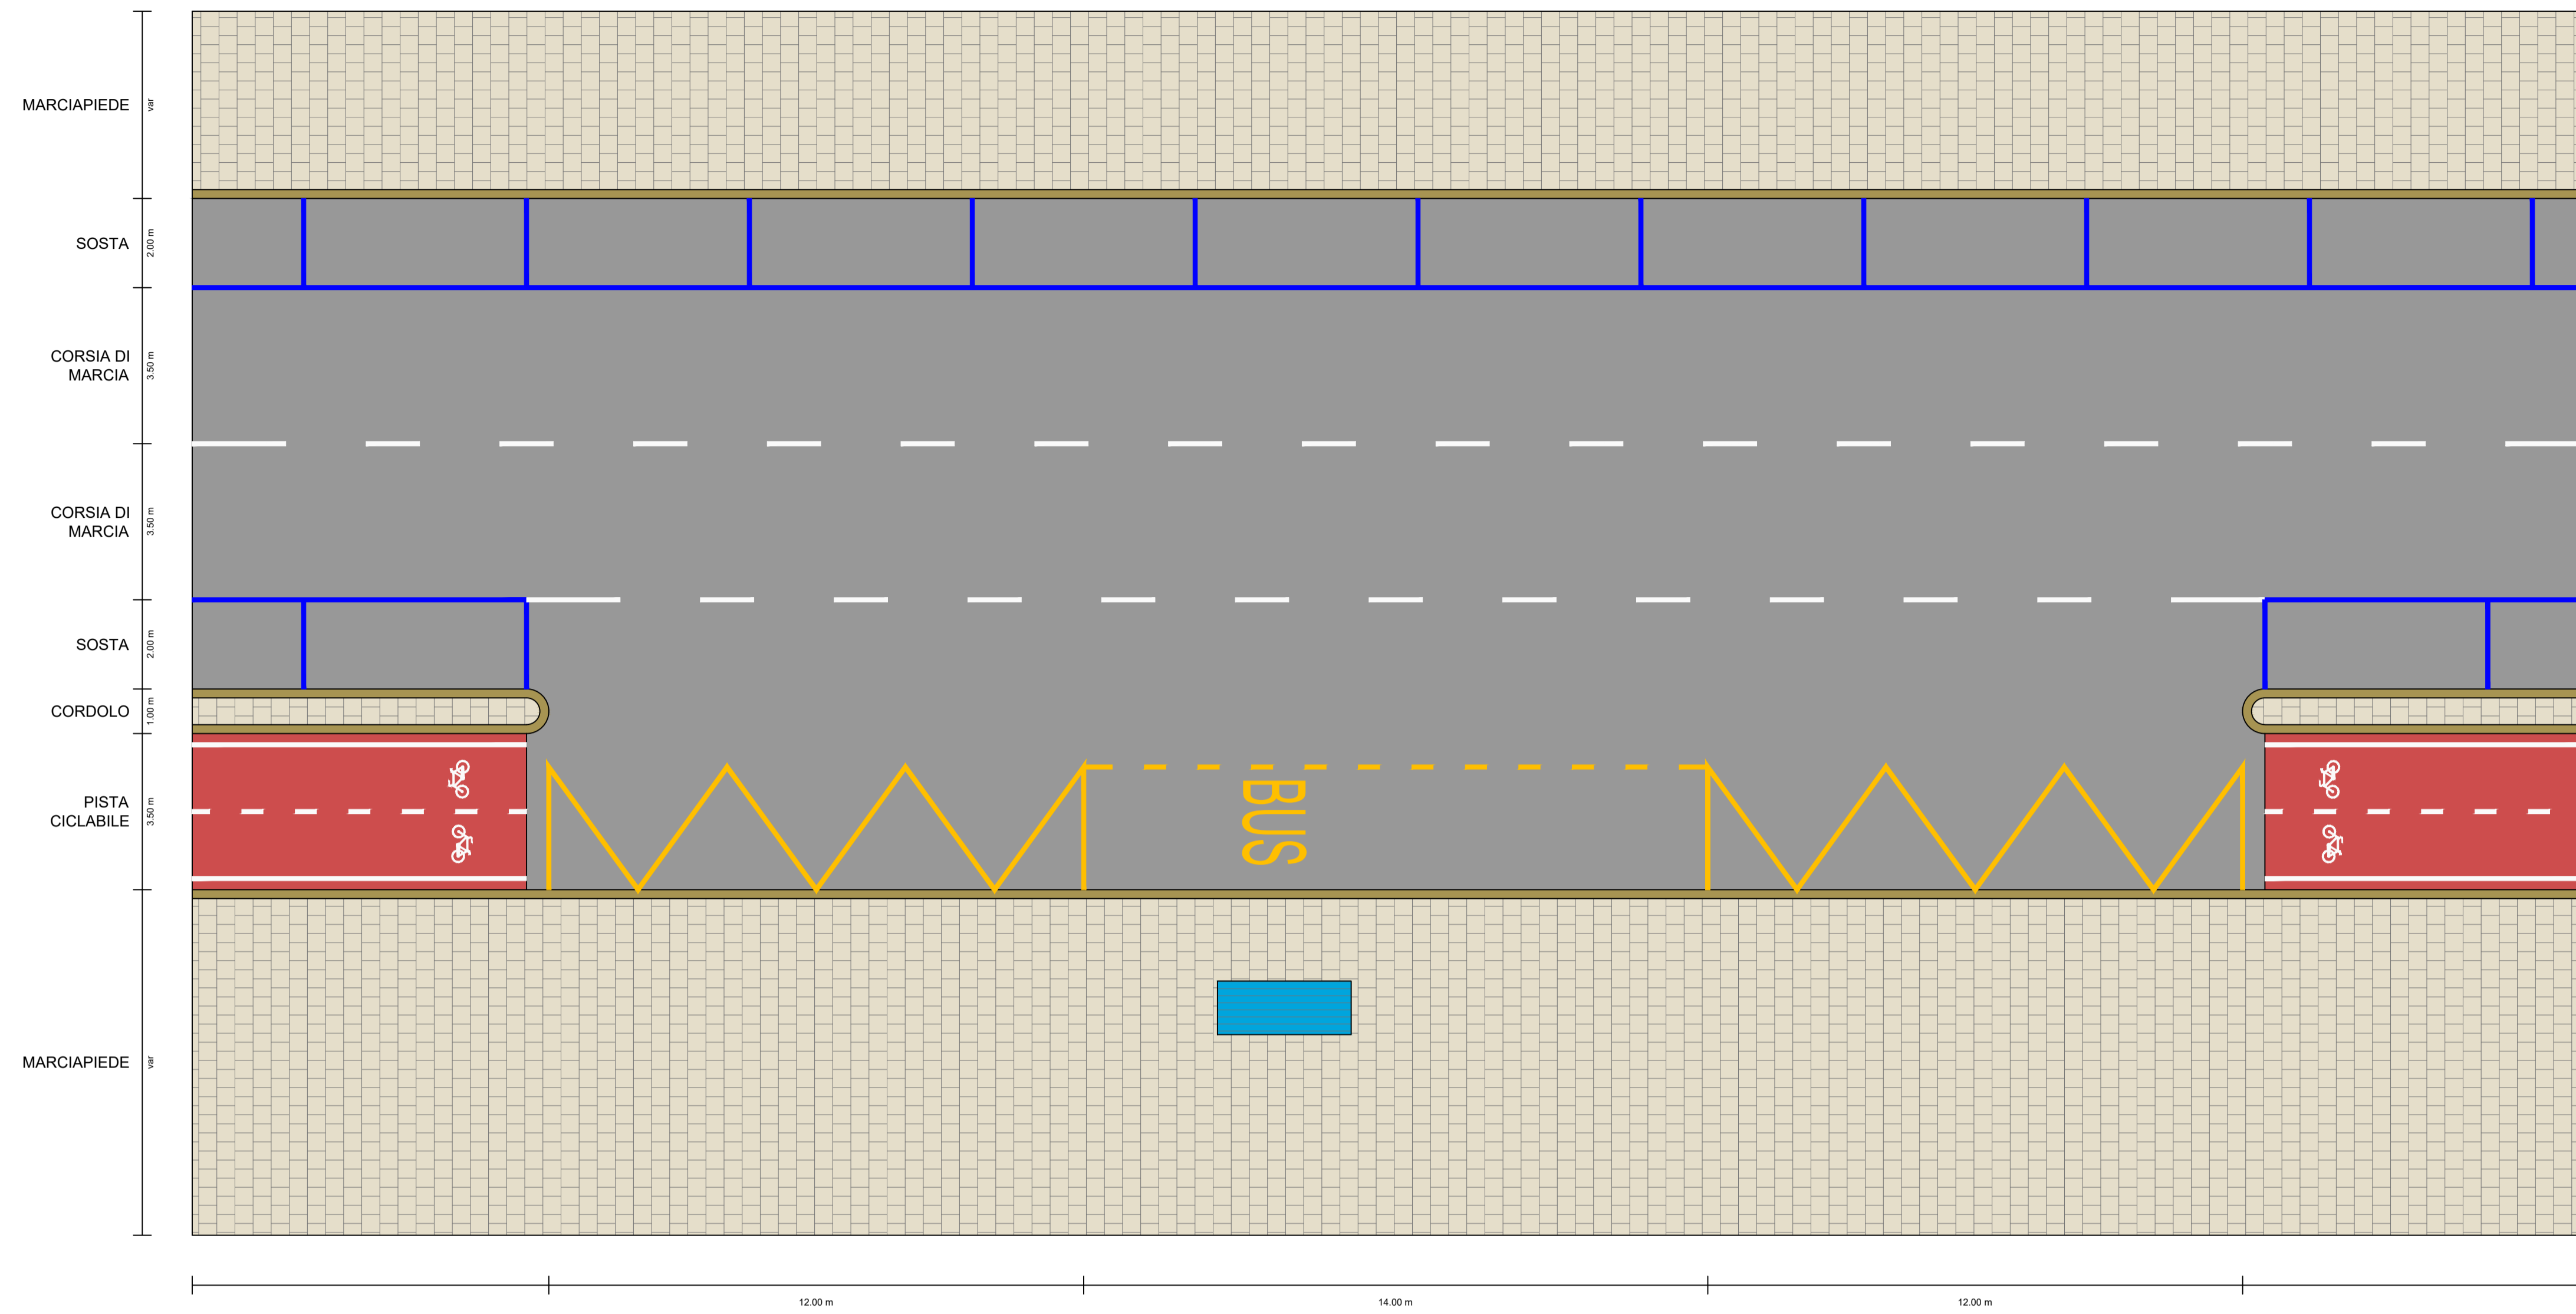 MARCIAPIEDE
var
SOSTA
2.00 m
CORSIA DI
MARCIA
3.50 m
CORSIA DI
MARCIA
3.50 m
SOSTA
2.00 m
CORDOLO
1.00 m
PISTA
CICLABILE
3.50 m
BUS
MARCIAPIEDE
var
12.00 m
14.00 m
12.00 m